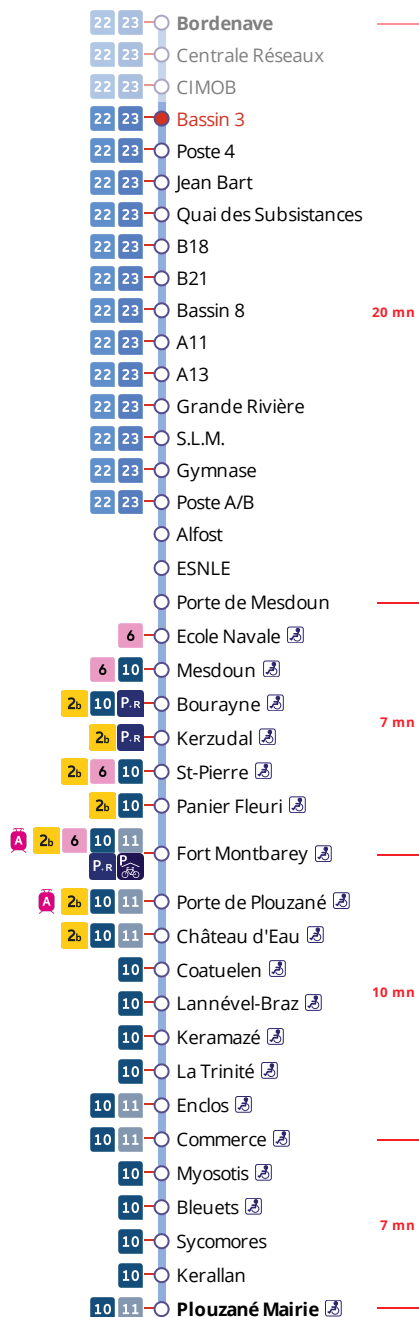 22 23 Bordenave
22 23 Centrale Réseaux
22 23 CIMOB
22 23 Bassin 3
22 23 Poste 4
22 23 Jean Bart
22 23 Quai des Subsistances
22 23 B18
22 23 B21
22 23 Bassin 8 20 mn
22 23 A11
22 23 A13
22 23 Grande Rivière
22 23 S.L.M.
22 23 Gymnase
22 23 Poste A/B
Alfost
ESNLE
Porte de Mesdoun
6 Ecole Navale
6 10 Mesdoun
2b 10 P+R Bourayne 7 mn
2b P+R Kerzudal
2b 6 10 St-Pierre
2b 10 Panier Fleuri
A 2b 6 10 11
P+R P Fort Montbarey
A 2b 10 11 Porte de Plouzané
2b 10 11 Château d'Eau
10 Coatuelen
10 Lannével-Braz 10 mn
10 Keramazé
10 La Trinité
10 11 Enclos
10 11 Commerce
10 Myosotis
10 Bleuets 7 mn
10 Sycomores
10 Kerallan
10 11 Plouzané Mairie